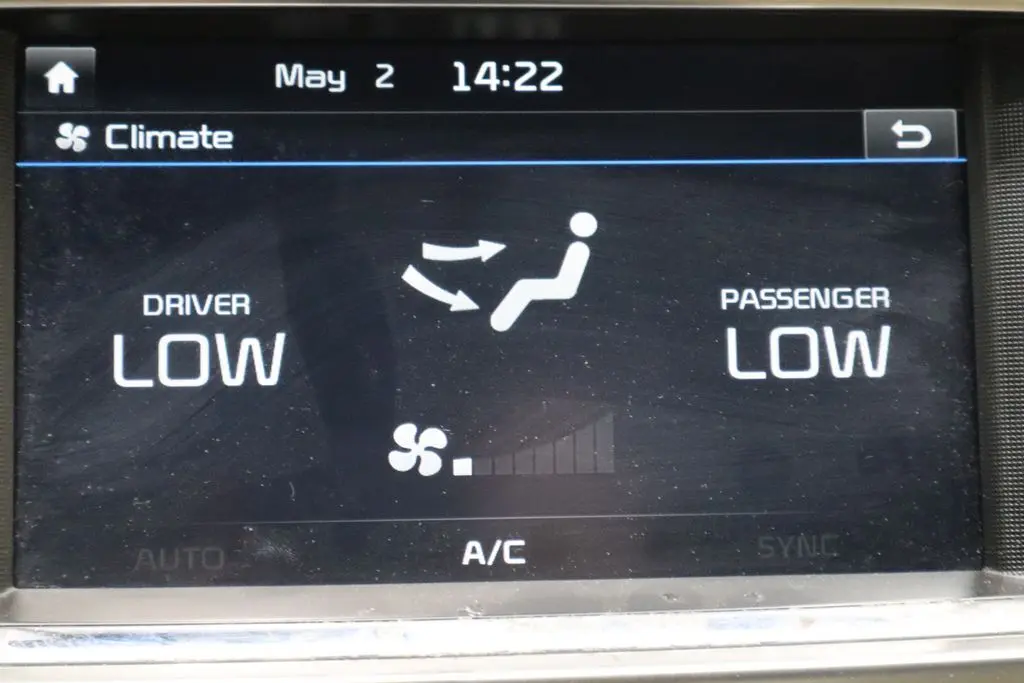 May 2 14:22
Climate
DRIVER
LOW
PASSENGER
LOW
AUTO
A/C
SYNC